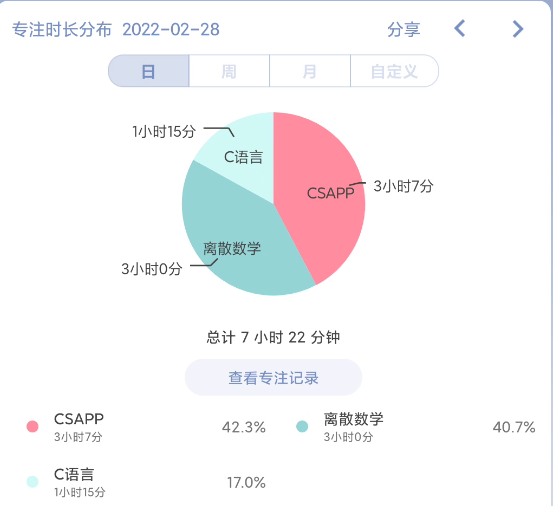 专注时长分布 2022-02-28 分享
日 周 月 自定义
1小时15分
C语言
CSAPP 3小时7分
离散数学
3小时0分
总计 7 小时 22 分钟
查看专注记录
CSAPP 42.3% 离散数学 40.7%
3小时7分 3小时0分
C语言 17.0%
1小时15分